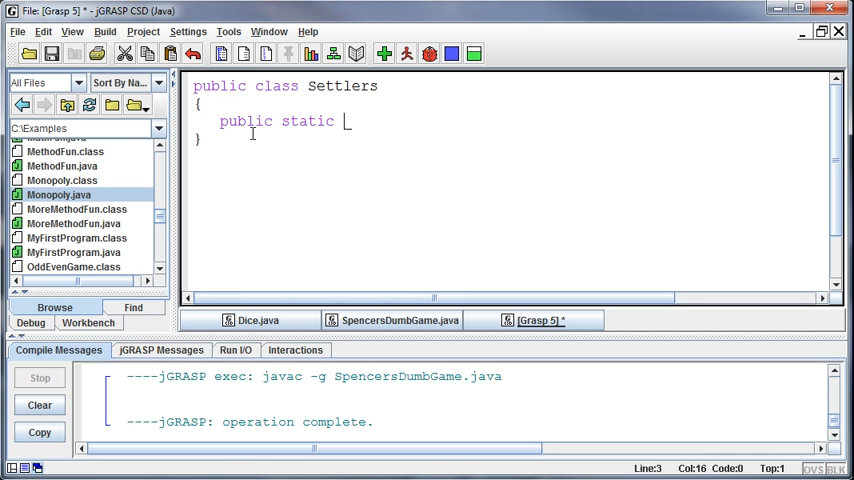 File: [Grasp 5] * - jGRASP CSD (Java)
File Edit View Build Project Settings Tools Window Help
All Files Sort By Na...
C:\Examples
MethodFun.class
MethodFun.java
Monopoly.class
Monopoly.java
MoreMethodFun.class
MoreMethodFun.java
MyFirstProgram.class
MyFirstProgram.java
OddEvenGame.class
Browse Find
Debug Workbench
public class Settlers
{
public static
}
Dice.java SpencersDumbGame.java [Grasp 5] *
Compile Messages jGRASP Messages Run I/O Interactions
Stop
Clear
Copy
----jGRASP exec: javac -g SpencersDumbGame.java
----jGRASP: operation complete.
Line:3 Col:16 Code:0 Top:1 OVS BLK